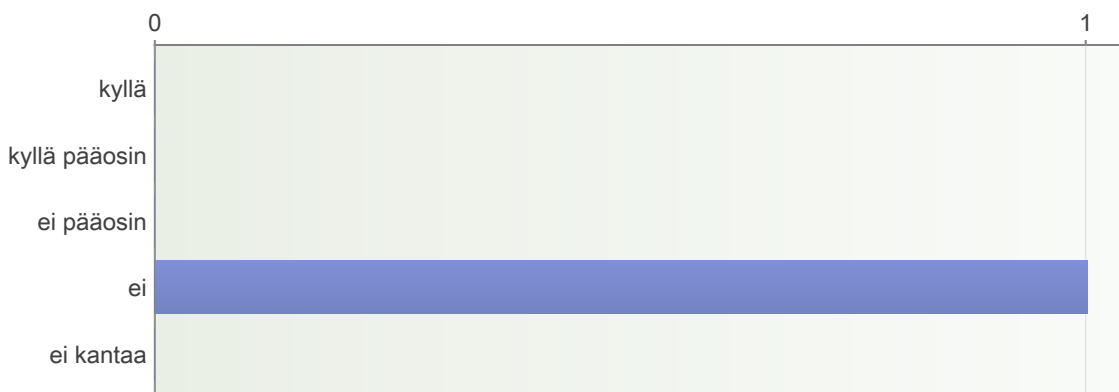 0 1
kyllä
kyllä pääosin
ei pääosin
ei
ei kantaa